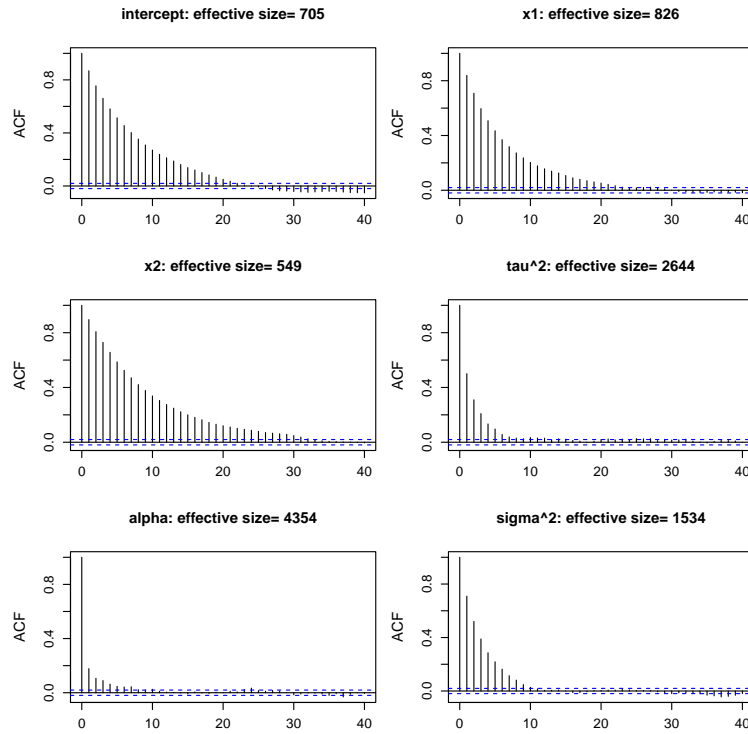 intercept: effective size= 705
ACF
0.0 0.4 0.8
0 10 20 30 40
x1: effective size= 826
ACF
0.0 0.4 0.8
0 10 20 30 40
x2: effective size= 549
ACF
0.0 0.4 0.8
0 10 20 30 40
tau^2: effective size= 2644
ACF
0.0 0.4 0.8
0 10 20 30 40
alpha: effective size= 4354
ACF
0.0 0.4 0.8
0 10 20 30 40
sigma^2: effective size= 1534
ACF
0.0 0.4 0.8
0 10 20 30 40